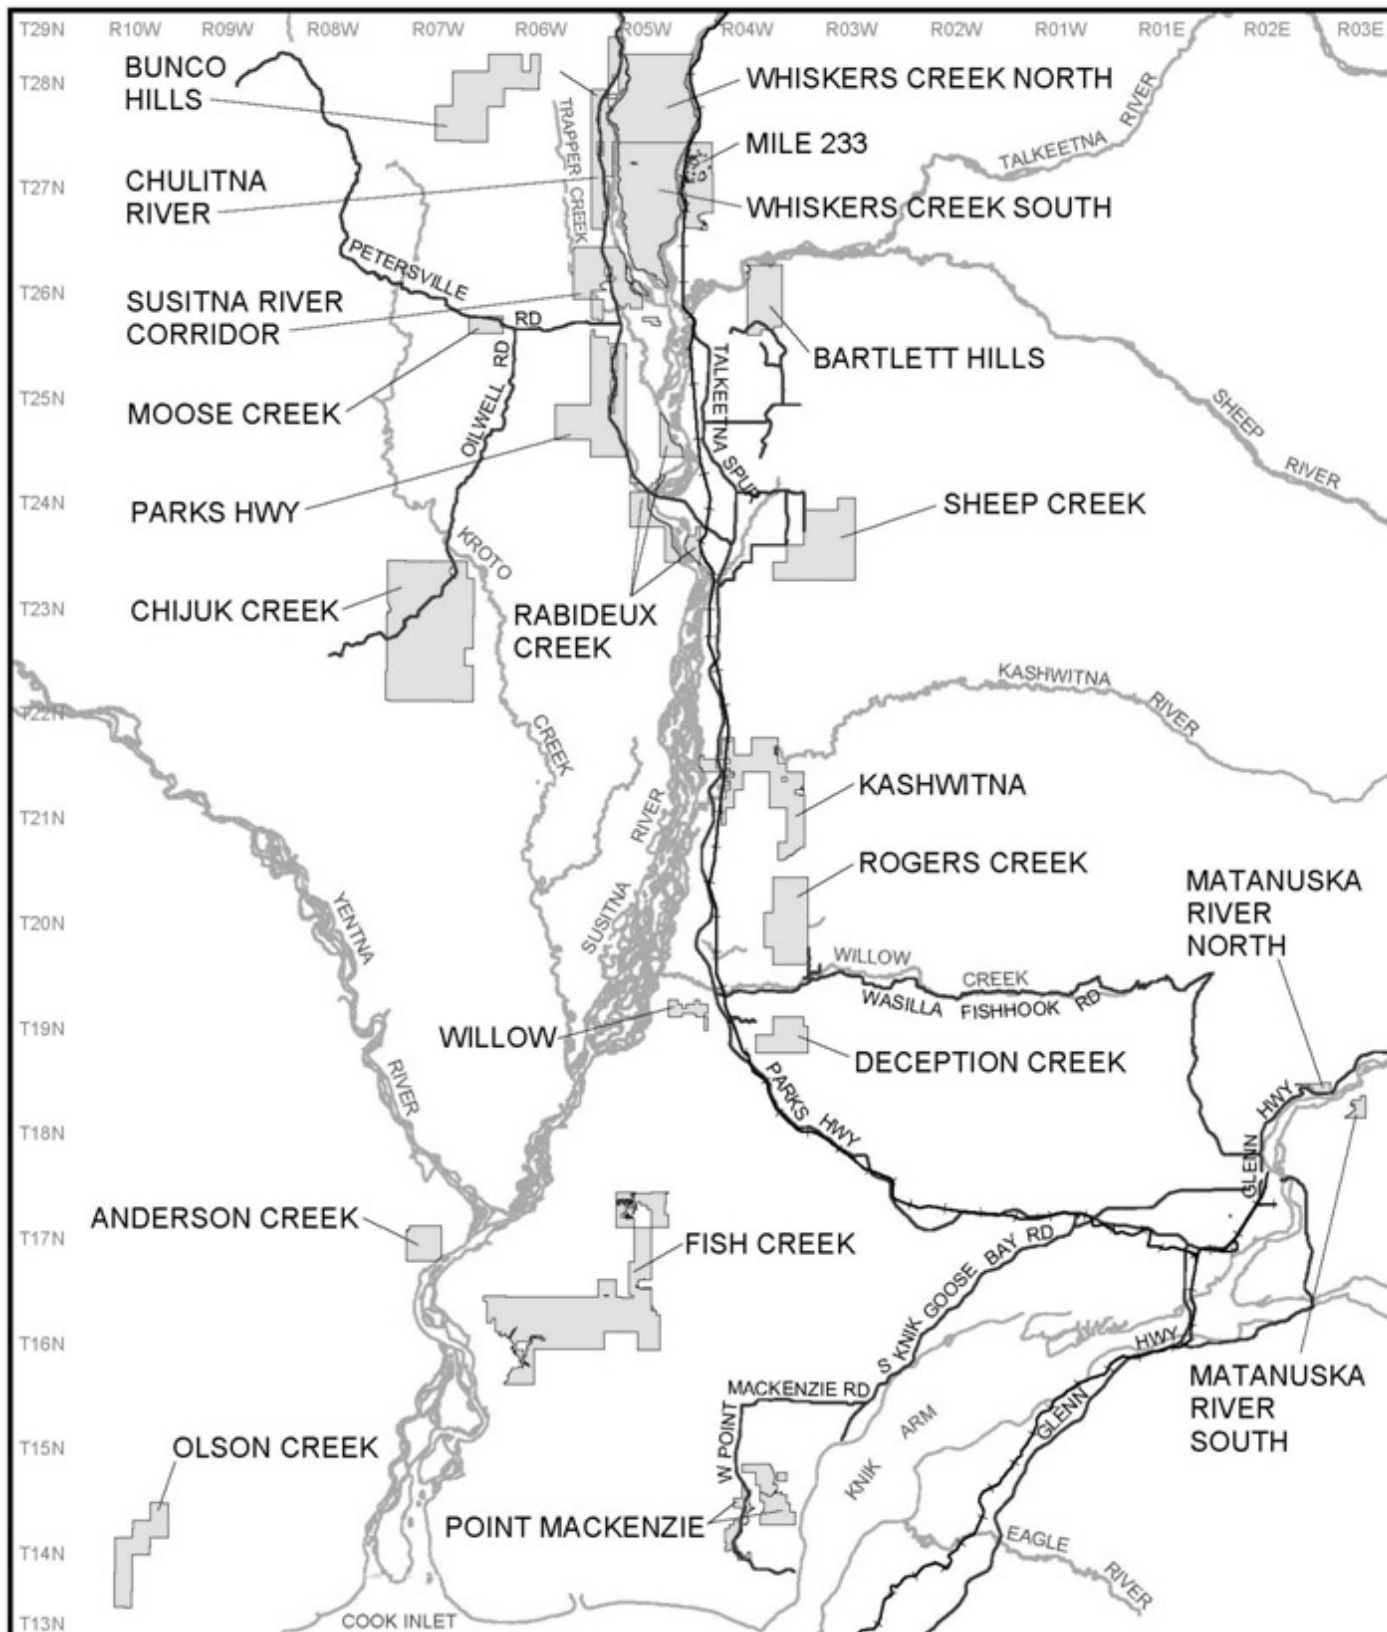 T29N R10W R09W R08W R07W R06W R05W R04W R03W R02W R01W R01E R02E R03E
BUNCO
HILLS
T28N
WHISKERS CREEK NORTH
TRAPPER CREEK
TALKEETNA RIVER
MILE 233
CHULITNA
RIVER
T27N
WHISKERS CREEK SOUTH
PETERSVILLE RD
T26N
SUSITNA RIVER
CORRIDOR
BARTLETT HILLS
TALKEETNA SPUR
T25N
MOOSE CREEK
OILWELL RD
SHEEP RIVER
T24N
PARKS HWY
SHEEP CREEK
KROTO CREEK
T23N
CHIJUK CREEK
RABIDEUX
CREEK
KASHWITNA RIVER
T22N
KASHWITNA
T21N
SUSITNA RIVER
ROGERS CREEK
MATANUSKA
RIVER
NORTH
T20N
YENTNA RIVER
WILLOW CREEK
WASILLA FISHHOOK RD
T19N
WILLOW
DECEPTION CREEK
PARKS HWY
GLENN HWY
T18N
ANDERSON CREEK
T17N
FISH CREEK
S KNIK GOOSE BAY RD
T16N
GLENN HWY
MATANUSKA
RIVER
SOUTH
MACKENZIE RD
W POINT
KNIK ARM
T15N
OLSON CREEK
POINT MACKENZIE
EAGLE RIVER
T14N
COOK INLET
T13N